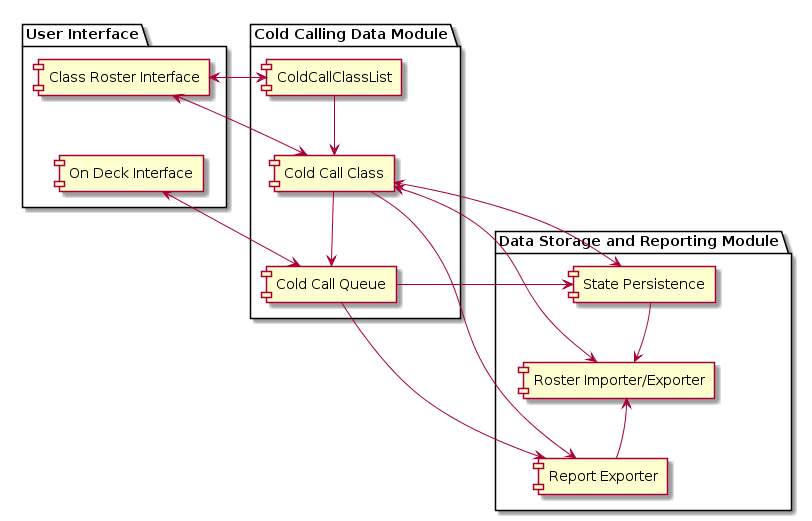 User Interface
Cold Calling Data Module
Class Roster Interface
ColdCallClassList
On Deck Interface
Cold Call Class
Data Storage and Reporting Module
Cold Call Queue
State Persistence
Roster Importer/Exporter
Report Exporter